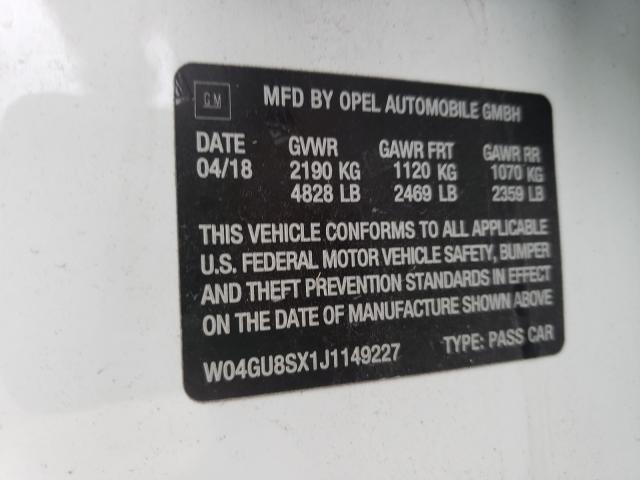 GM MFD BY OPEL AUTOMOBILE GMBH
DATE GVWR GAWR FRT GAWR RR
04/18 2190 KG 1120 KG 1070 KG
4828 LB 2469 LB 2359 LB
THIS VEHICLE CONFORMS TO ALL APPLICABLE
U.S. FEDERAL MOTOR VEHICLE SAFETY, BUMPER
AND THEFT PREVENTION STANDARDS IN EFFECT
ON THE DATE OF MANUFACTURE SHOWN ABOVE
W04GU8SX1J1149227 TYPE: PASS CAR